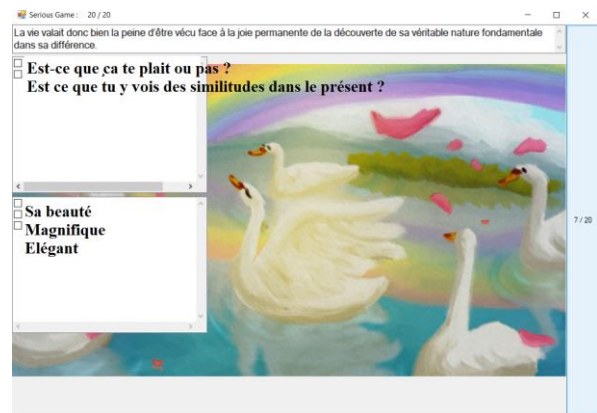 Serious Game : 20 / 20
La vie valait donc bien la peine d'être vécu face à la joie permanente de la découverte de sa véritable nature fondamentale
dans sa différence.
Est-ce que ça te plait ou pas ?
Est ce que tu y vois des similitudes dans le présent ?
7 / 20
Sa beauté
Magnifique
Elégant